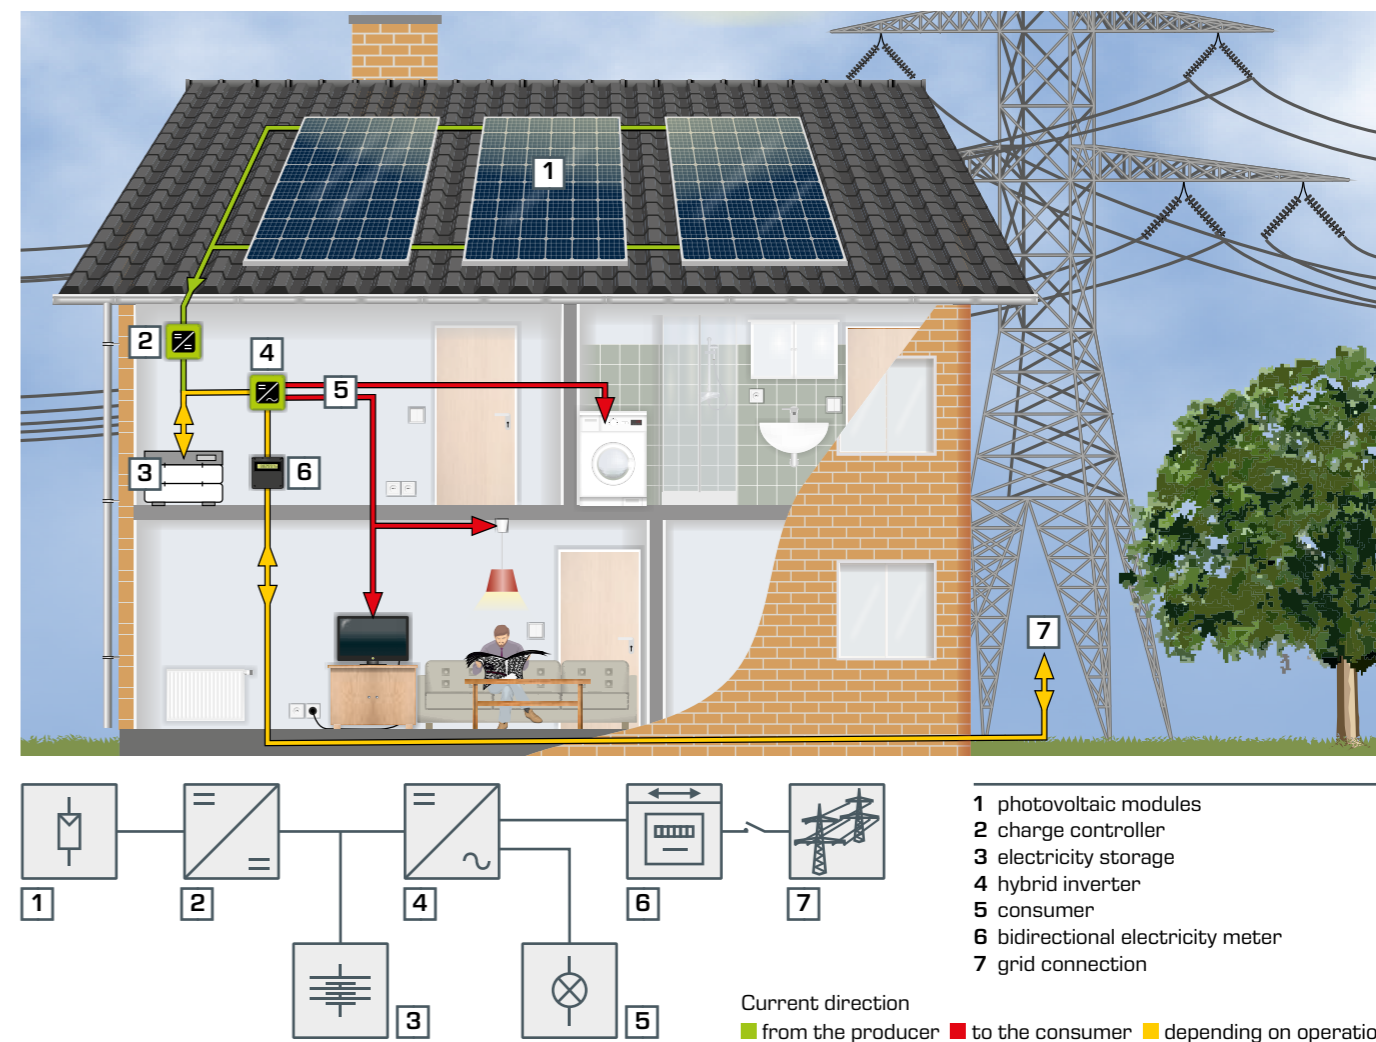 1
2
4
5
3
6
7
1
2
4
6
7
3
5
1 photovoltaic modules
2 charge controller
3 electricity storage
4 hybrid inverter
5 consumer
6 bidirectional electricity meter
7 grid connection
Current direction
from the producer to the consumer depending on operatio